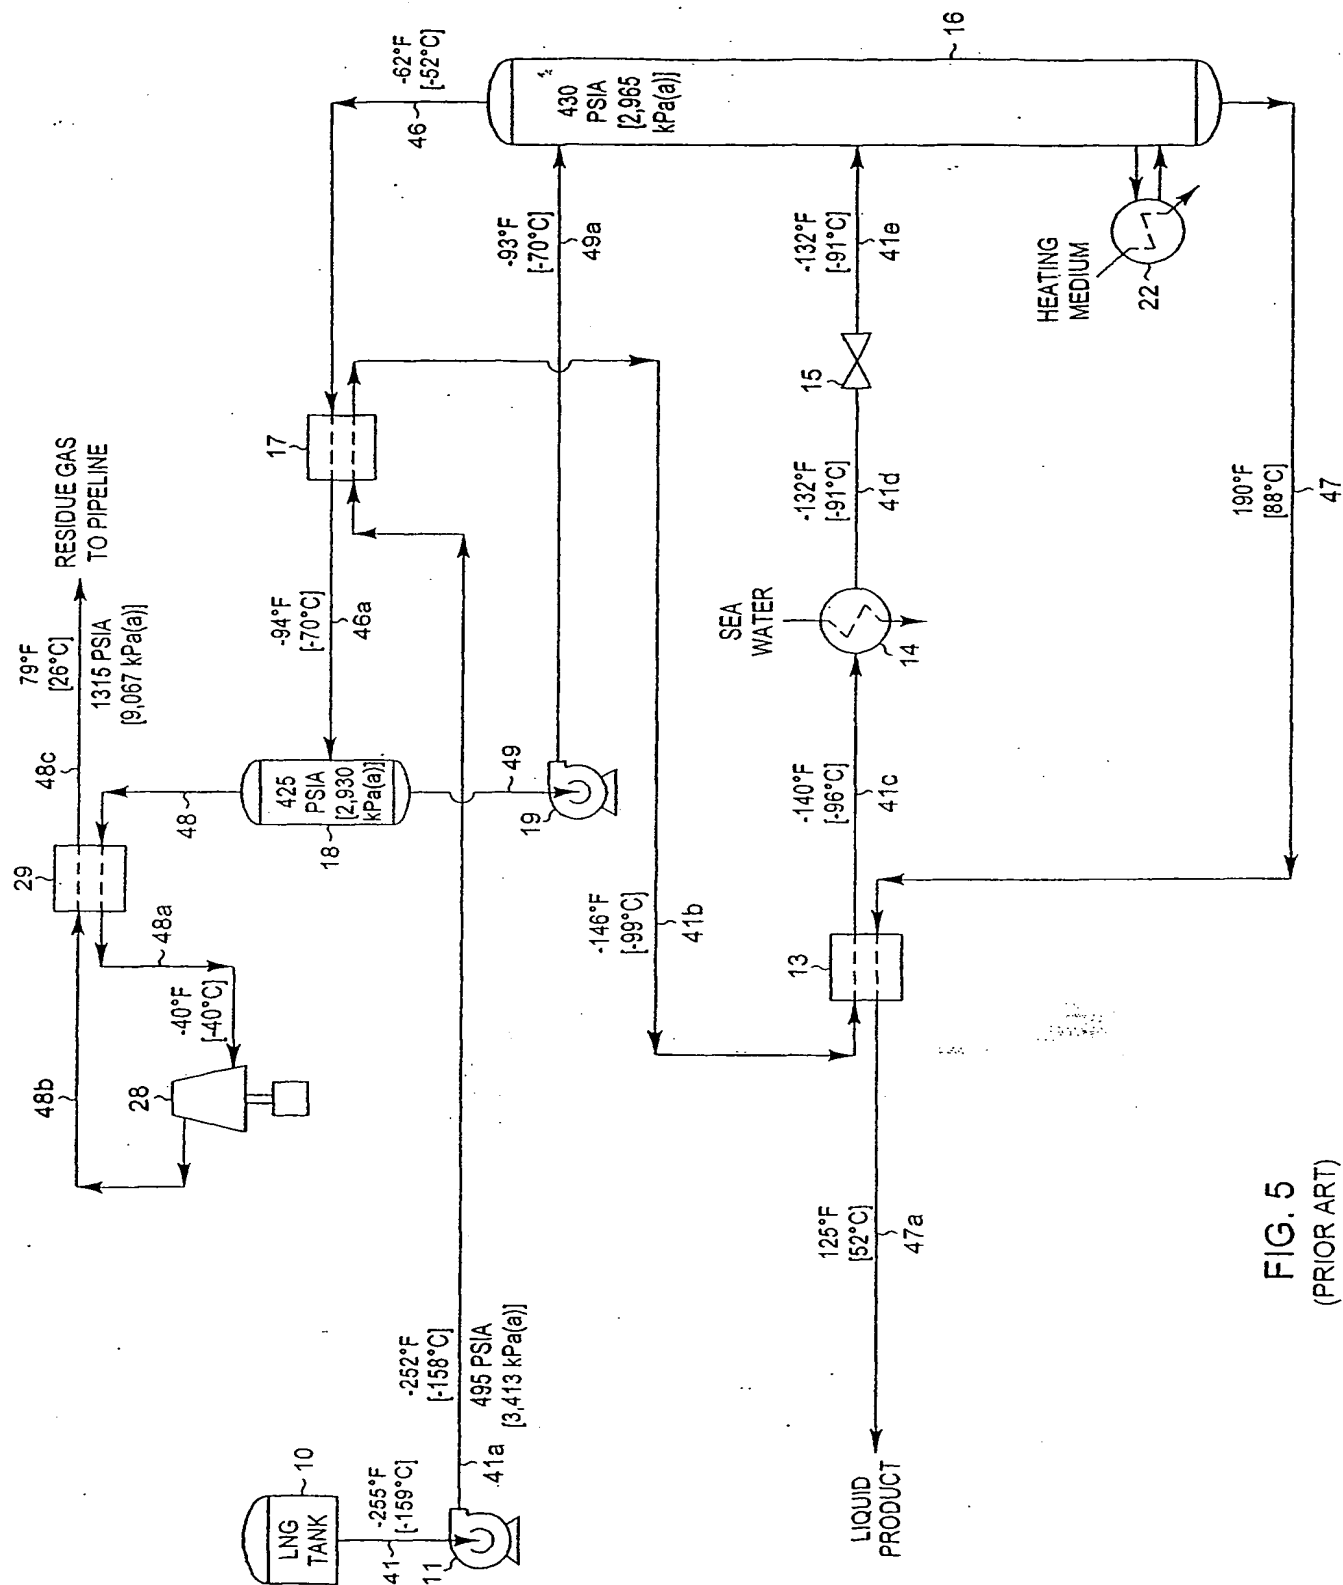 LNG
TANK
10
-255°F
[-159°C]
41
11
-252°F
[-158°C]
495 PSIA
[3,413 kPa(a)]
41a
48b
28
-40°F
[-40°C]
48a
29
48c
79°F
[26°C]
1315 PSIA
[9,067 kPa(a)]
RESIDUE GAS
TO PIPELINE
48
425
PSIA
[2,930
kPa(a)]
18
49
19
-94°F
[-70°C]
46a
17
-62°F
[-52°C]
46
430
PSIA
[2,965
kPa(a)]
16
-93°F
[-70°C]
49a
-146°F
[-99°C]
41b
13
-140°F
[-96°C]
41c
SEA
WATER
14
-132°F
[-91°C]
41d
15
-132°F
[-91°C]
41e
HEATING
MEDIUM
22
190°F
[88°C]
47
125°F
[52°C]
47a
LIQUID
PRODUCT
FIG. 5
(PRIOR ART)